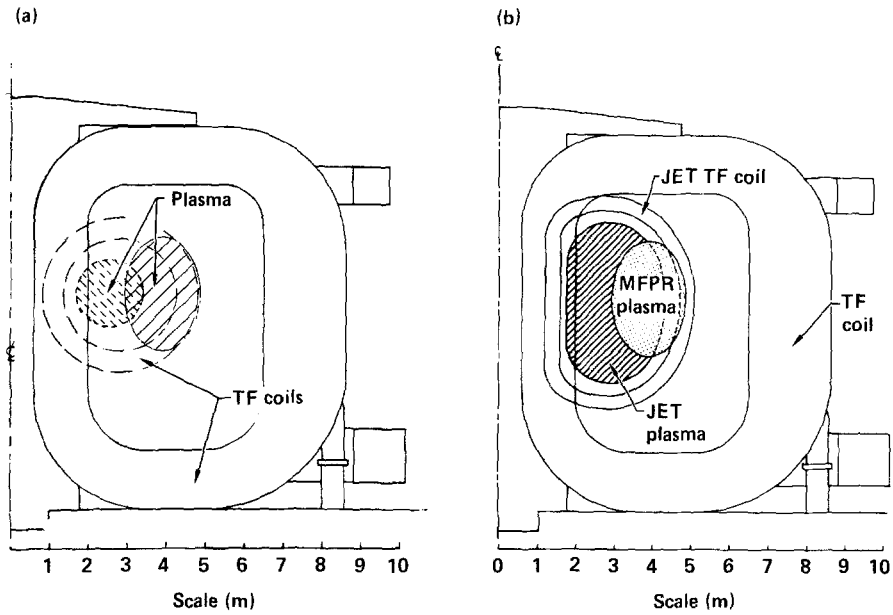 (a)
Plasma
TF coils
1 2 3 4 5 6 7 8 9 10
Scale (m)
(b)
℄
JET TF coil
MFPR
plasma
TF
coil
JET
plasma
0 1 2 3 4 5 6 7 8 9 10
Scale (m)